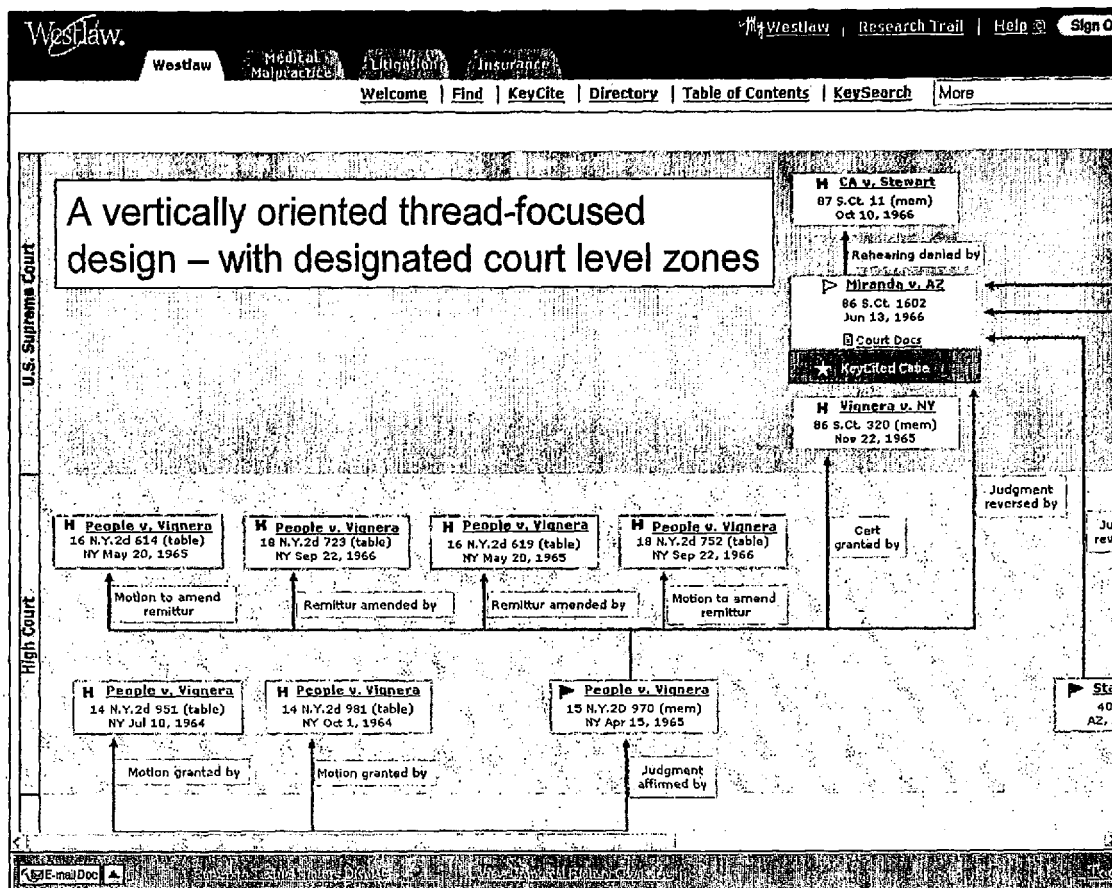 Westlaw.
My Westlaw | Research Trail | Help Sign O
Westlaw
Medical Malpractice
Litigation
Insurance
Welcome | Find | KeyCite | Directory | Table of Contents | KeySearch
More
A vertically oriented thread-focused
design – with designated court level zones
U.S. Supreme Court
H CA v. Stewart
87 S.Ct. 11 (mem)
Oct 10, 1966
Rehearing denied by
Miranda v. AZ
86 S.Ct. 1602
Jun 13, 1966
Court Docs
KeyCited Case
H Vignera v. NY
86 S.Ct. 320 (mem)
Nov 22, 1965
Judgment
reversed by
Cert
granted by
High Court
H People v. Vignera
16 N.Y.2d 614 (table)
NY May 20, 1965
Motion to amend
remittur
H People v. Vignera
18 N.Y.2d 723 (table)
NY Sep 22, 1966
Remittur amended by
H People v. Vignera
16 N.Y.2d 619 (table)
NY May 20, 1965
Remittur amended by
H People v. Vignera
18 N.Y.2d 752 (table)
NY Sep 22, 1966
Motion to amend
remittur
Ju
rev
H People v. Vignera
14 N.Y.2d 951 (table)
NY Jul 10, 1964
Motion granted by
H People v. Vignera
14 N.Y.2d 981 (table)
NY Oct 1, 1964
Motion granted by
People v. Vignera
15 N.Y.2D 970 (mem)
NY Apr 15, 1965
Judgment
affirmed by
Sta
40
AZ,
E-mail Doc